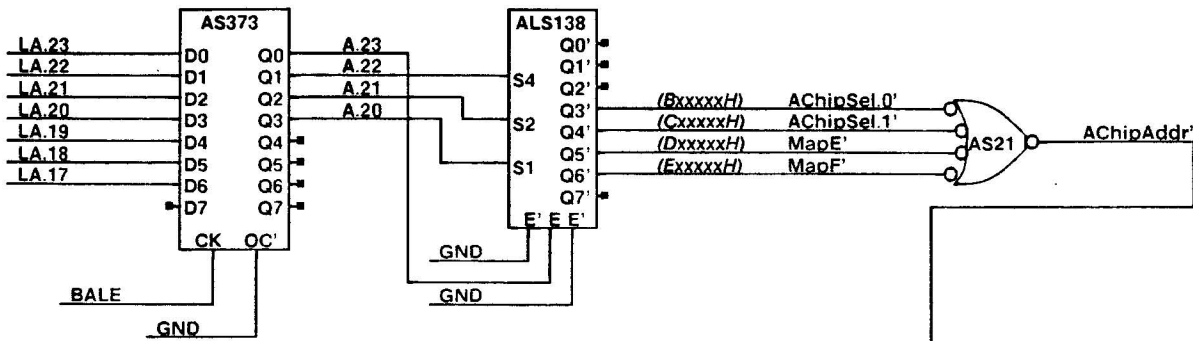 AS373
LA.23 D0 Q0 A.23
LA.22 D1 Q1 A.22
LA.21 D2 Q2 A.21
LA.20 D3 Q3 A.20
LA.19 D4 Q4
LA.18 D5 Q5
LA.17 D6 Q6
D7 Q7
CK OC'
BALE
GND
ALS138
Q0'
Q1'
S4 Q2'
Q3' (BxxxxxH) AChipSel.0'
S2 Q4' (CxxxxxH) AChipSel.1'
Q5' (DxxxxxH) MapE'
S1 Q6' (ExxxxxH) MapF'
Q7'
E' E E'
GND
GND
AS21
AChipAddr'